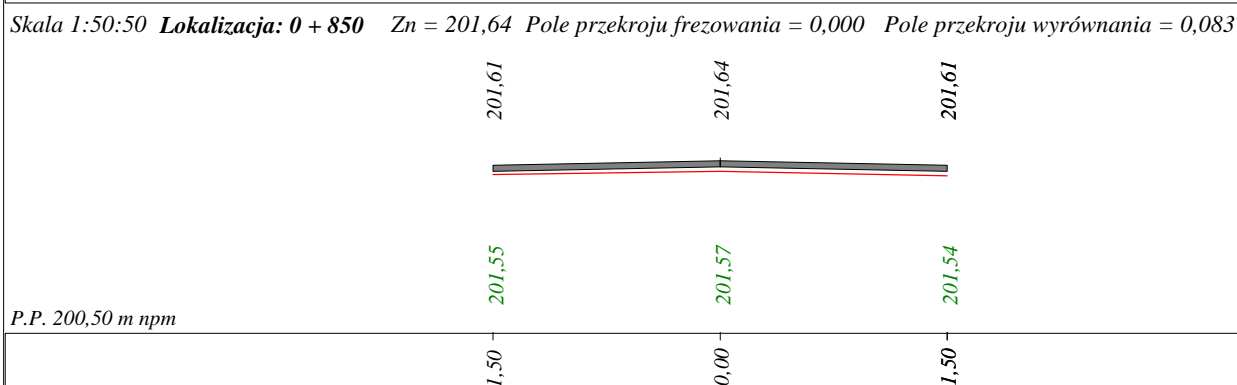 Skala 1:50:50 Lokalizacja: 0 + 850 Zn = 201,64 Pole przekroju frezowania = 0,000 Pole przekroju wyrównania = 0,083
201,61 201,64 201,61
201,55 201,57 201,54
P.P. 200,50 m npm
1,50 0,00 1,50